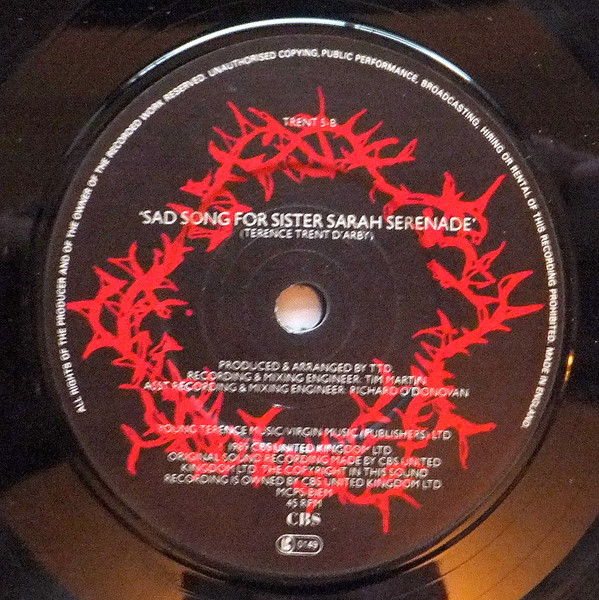 ALL RIGHTS OF THE PRODUCER AND OF THE OWNER OF THE RECORDED WORK RESERVED. UNAUTHORISED COPYING, PUBLIC PERFORMANCE, BROADCASTING, HIRING OR RENTAL OF THIS RECORDING PROHIBITED. MADE IN ENGLAND.
TRENT 5-B
'SAD SONG FOR SISTER SARAH SERENADE'
(TERENCE TRENT D'ARBY)
PRODUCED & ARRANGED BY TTD
RECORDING & MIXING ENGINEER: TIM MARTIN
ASST RECORDING & MIXING ENGINEER: RICHARD O'DONOVAN
YOUNG TERENCE MUSIC/VIRGIN MUSIC (PUBLISHERS) LTD
1989 CBS UNITED KINGDOM LTD
ORIGINAL SOUND RECORDING MADE BY CBS UNITED
KINGDOM LTD THE COPYRIGHT IN THIS SOUND
RECORDING IS OWNED BY CBS UNITED KINGDOM LTD
MCPS BIEM
45 RPM
CBS
0149